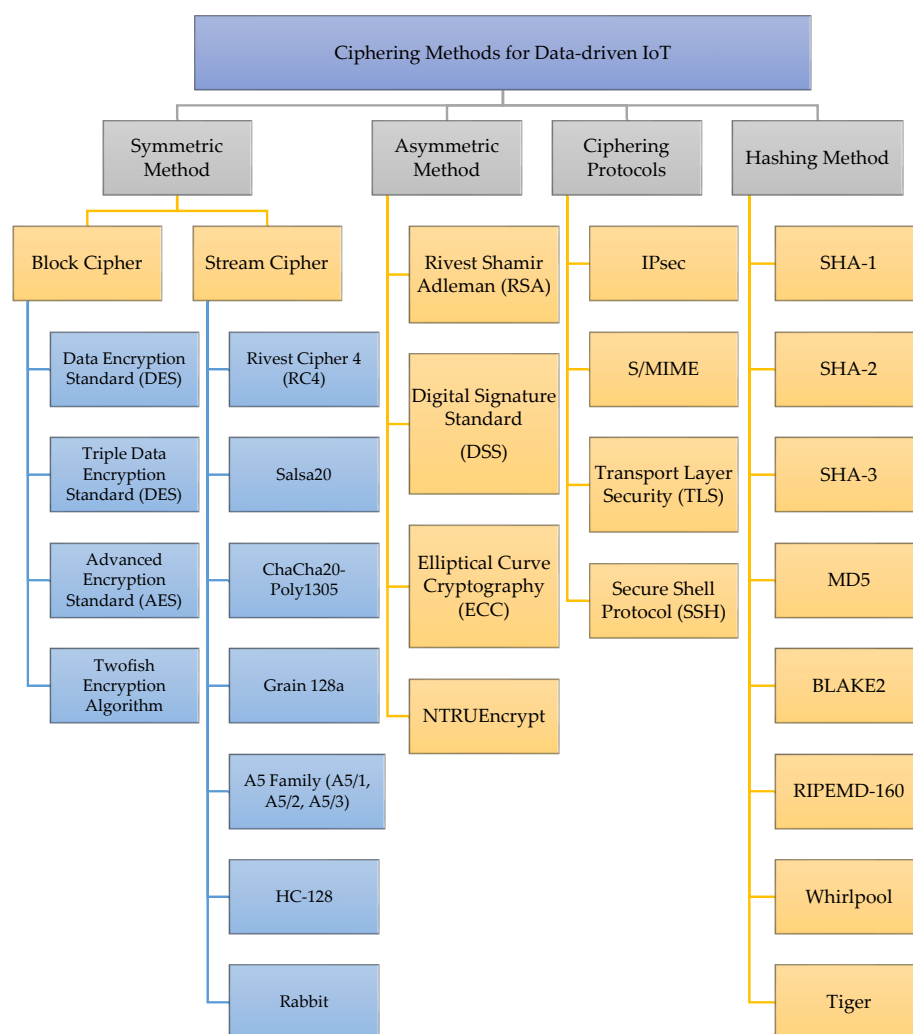 Ciphering Methods for Data-driven IoT
Symmetric
Method
Asymmetric
Method
Ciphering
Protocols
Hashing Method
Block Cipher
Stream Cipher
Data Encryption
Standard (DES)
Triple Data
Encryption
Standard (DES)
Advanced
Encryption
Standard (AES)
Twofish
Encryption
Algorithm
Rivest Cipher 4
(RC4)
Salsa20
ChaCha20-
Poly1305
Grain 128a
A5 Family (A5/1,
A5/2, A5/3)
HC-128
Rabbit
Rivest Shamir
Adleman (RSA)
Digital Signature
Standard
(DSS)
Elliptical Curve
Cryptography
(ECC)
NTRUEncrypt
IPsec
S/MIME
Transport Layer
Security (TLS)
Secure Shell
Protocol (SSH)
SHA-1
SHA-2
SHA-3
MD5
BLAKE2
RIPEMD-160
Whirlpool
Tiger